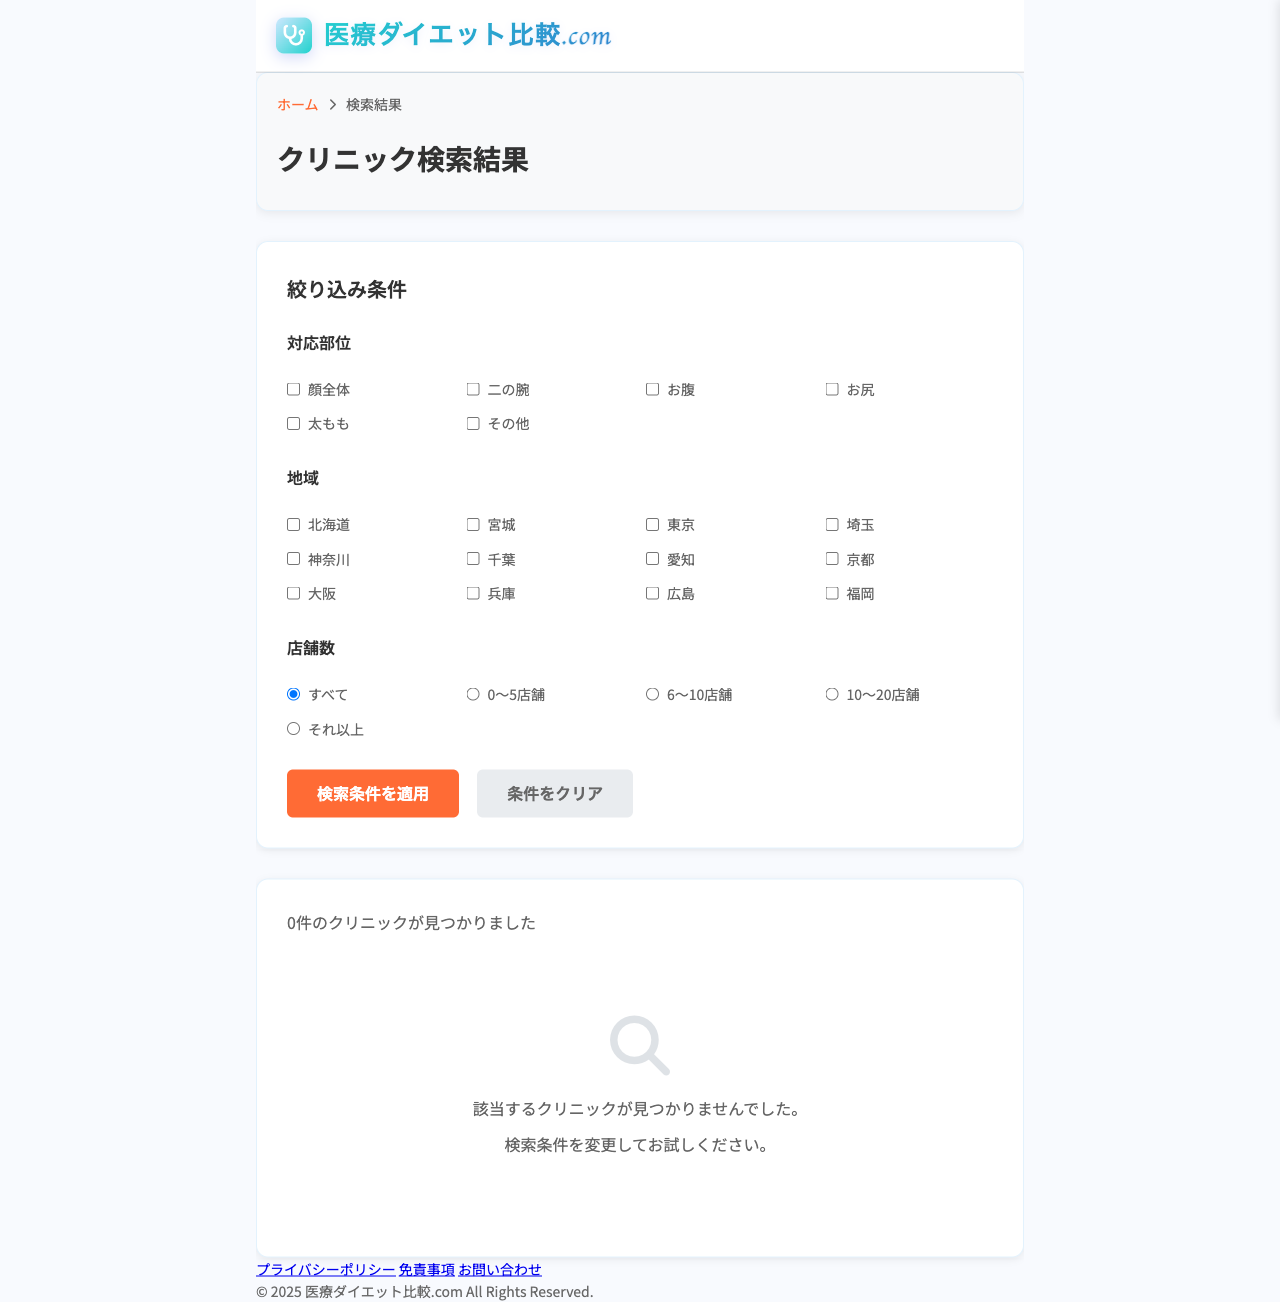 医療ダイエット比較.com
ホーム > 検索結果
クリニック検索結果
絞り込み条件
対応部位
顔全体 二の腕 お腹 お尻
太もも その他
地域
北海道 宮城 東京 埼玉
神奈川 千葉 愛知 京都
大阪 兵庫 広島 福岡
店舗数
すべて 0〜5店舗 6〜10店舗 10〜20店舗
それ以上
検索条件を適用 条件をクリア
0件のクリニックが見つかりました
該当するクリニックが見つかりませんでした。
検索条件を変更してお試しください。
プライバシーポリシー 免責事項 お問い合わせ
© 2025 医療ダイエット比較.com All Rights Reserved.